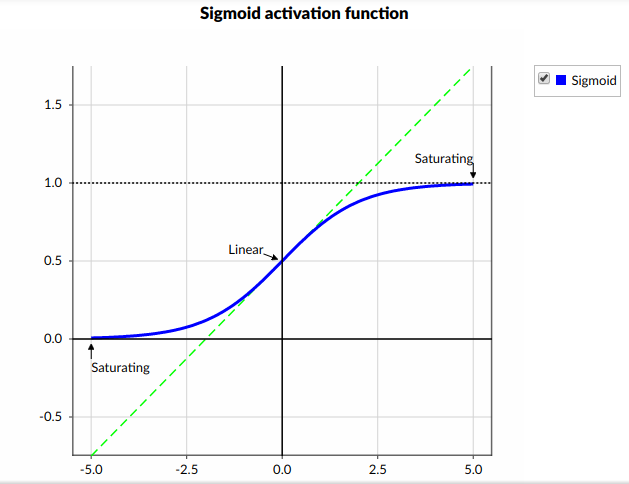 Sigmoid activation function
Sigmoid
1.5
Saturating
1.0
Linear
0.5
0.0
Saturating
-0.5
-5.0 -2.5 0.0 2.5 5.0